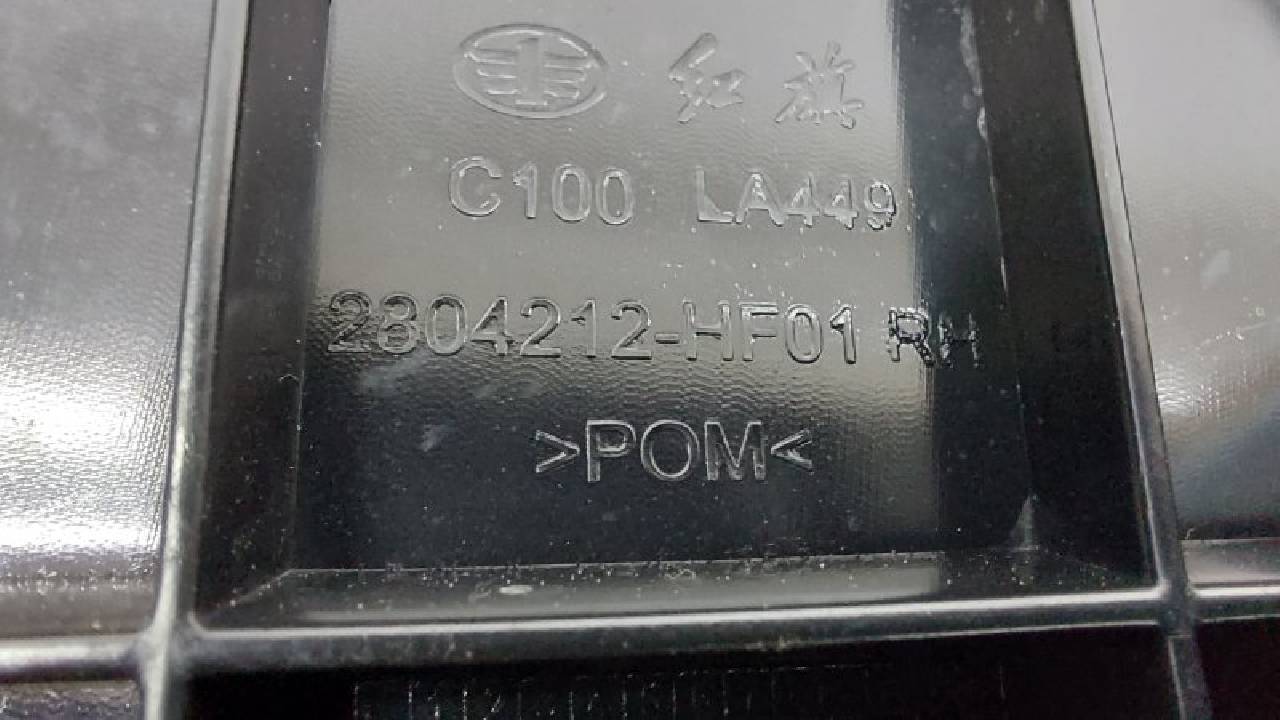 红旗
C100 LA449
2804212-HF01 RH
>POM<